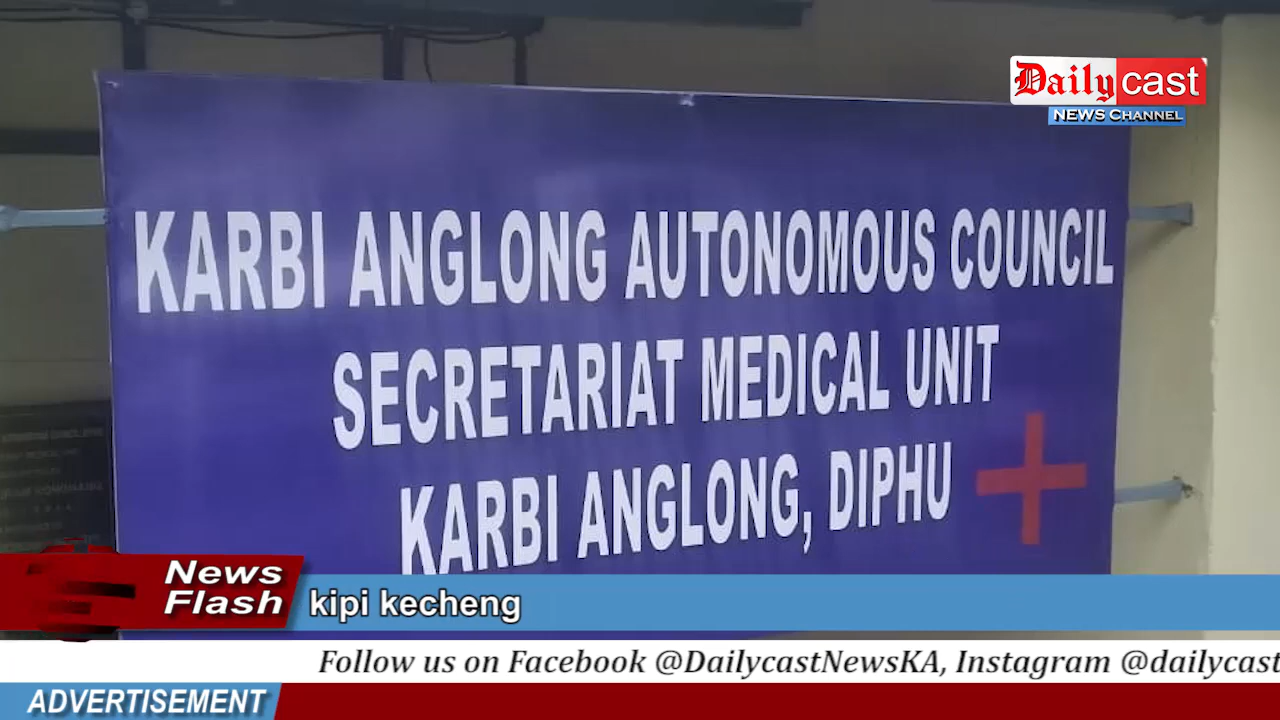 Dailycast
NEWS CHANNEL
KARBI ANGLONG AUTONOMOUS COUNCIL
SECRETARIAT MEDICAL UNIT
KARBI ANGLONG, DIPHU
News
Flash
kipi kecheng
Follow us on Facebook @DailycastNewsKA, Instagram @dailycast
ADVERTISEMENT